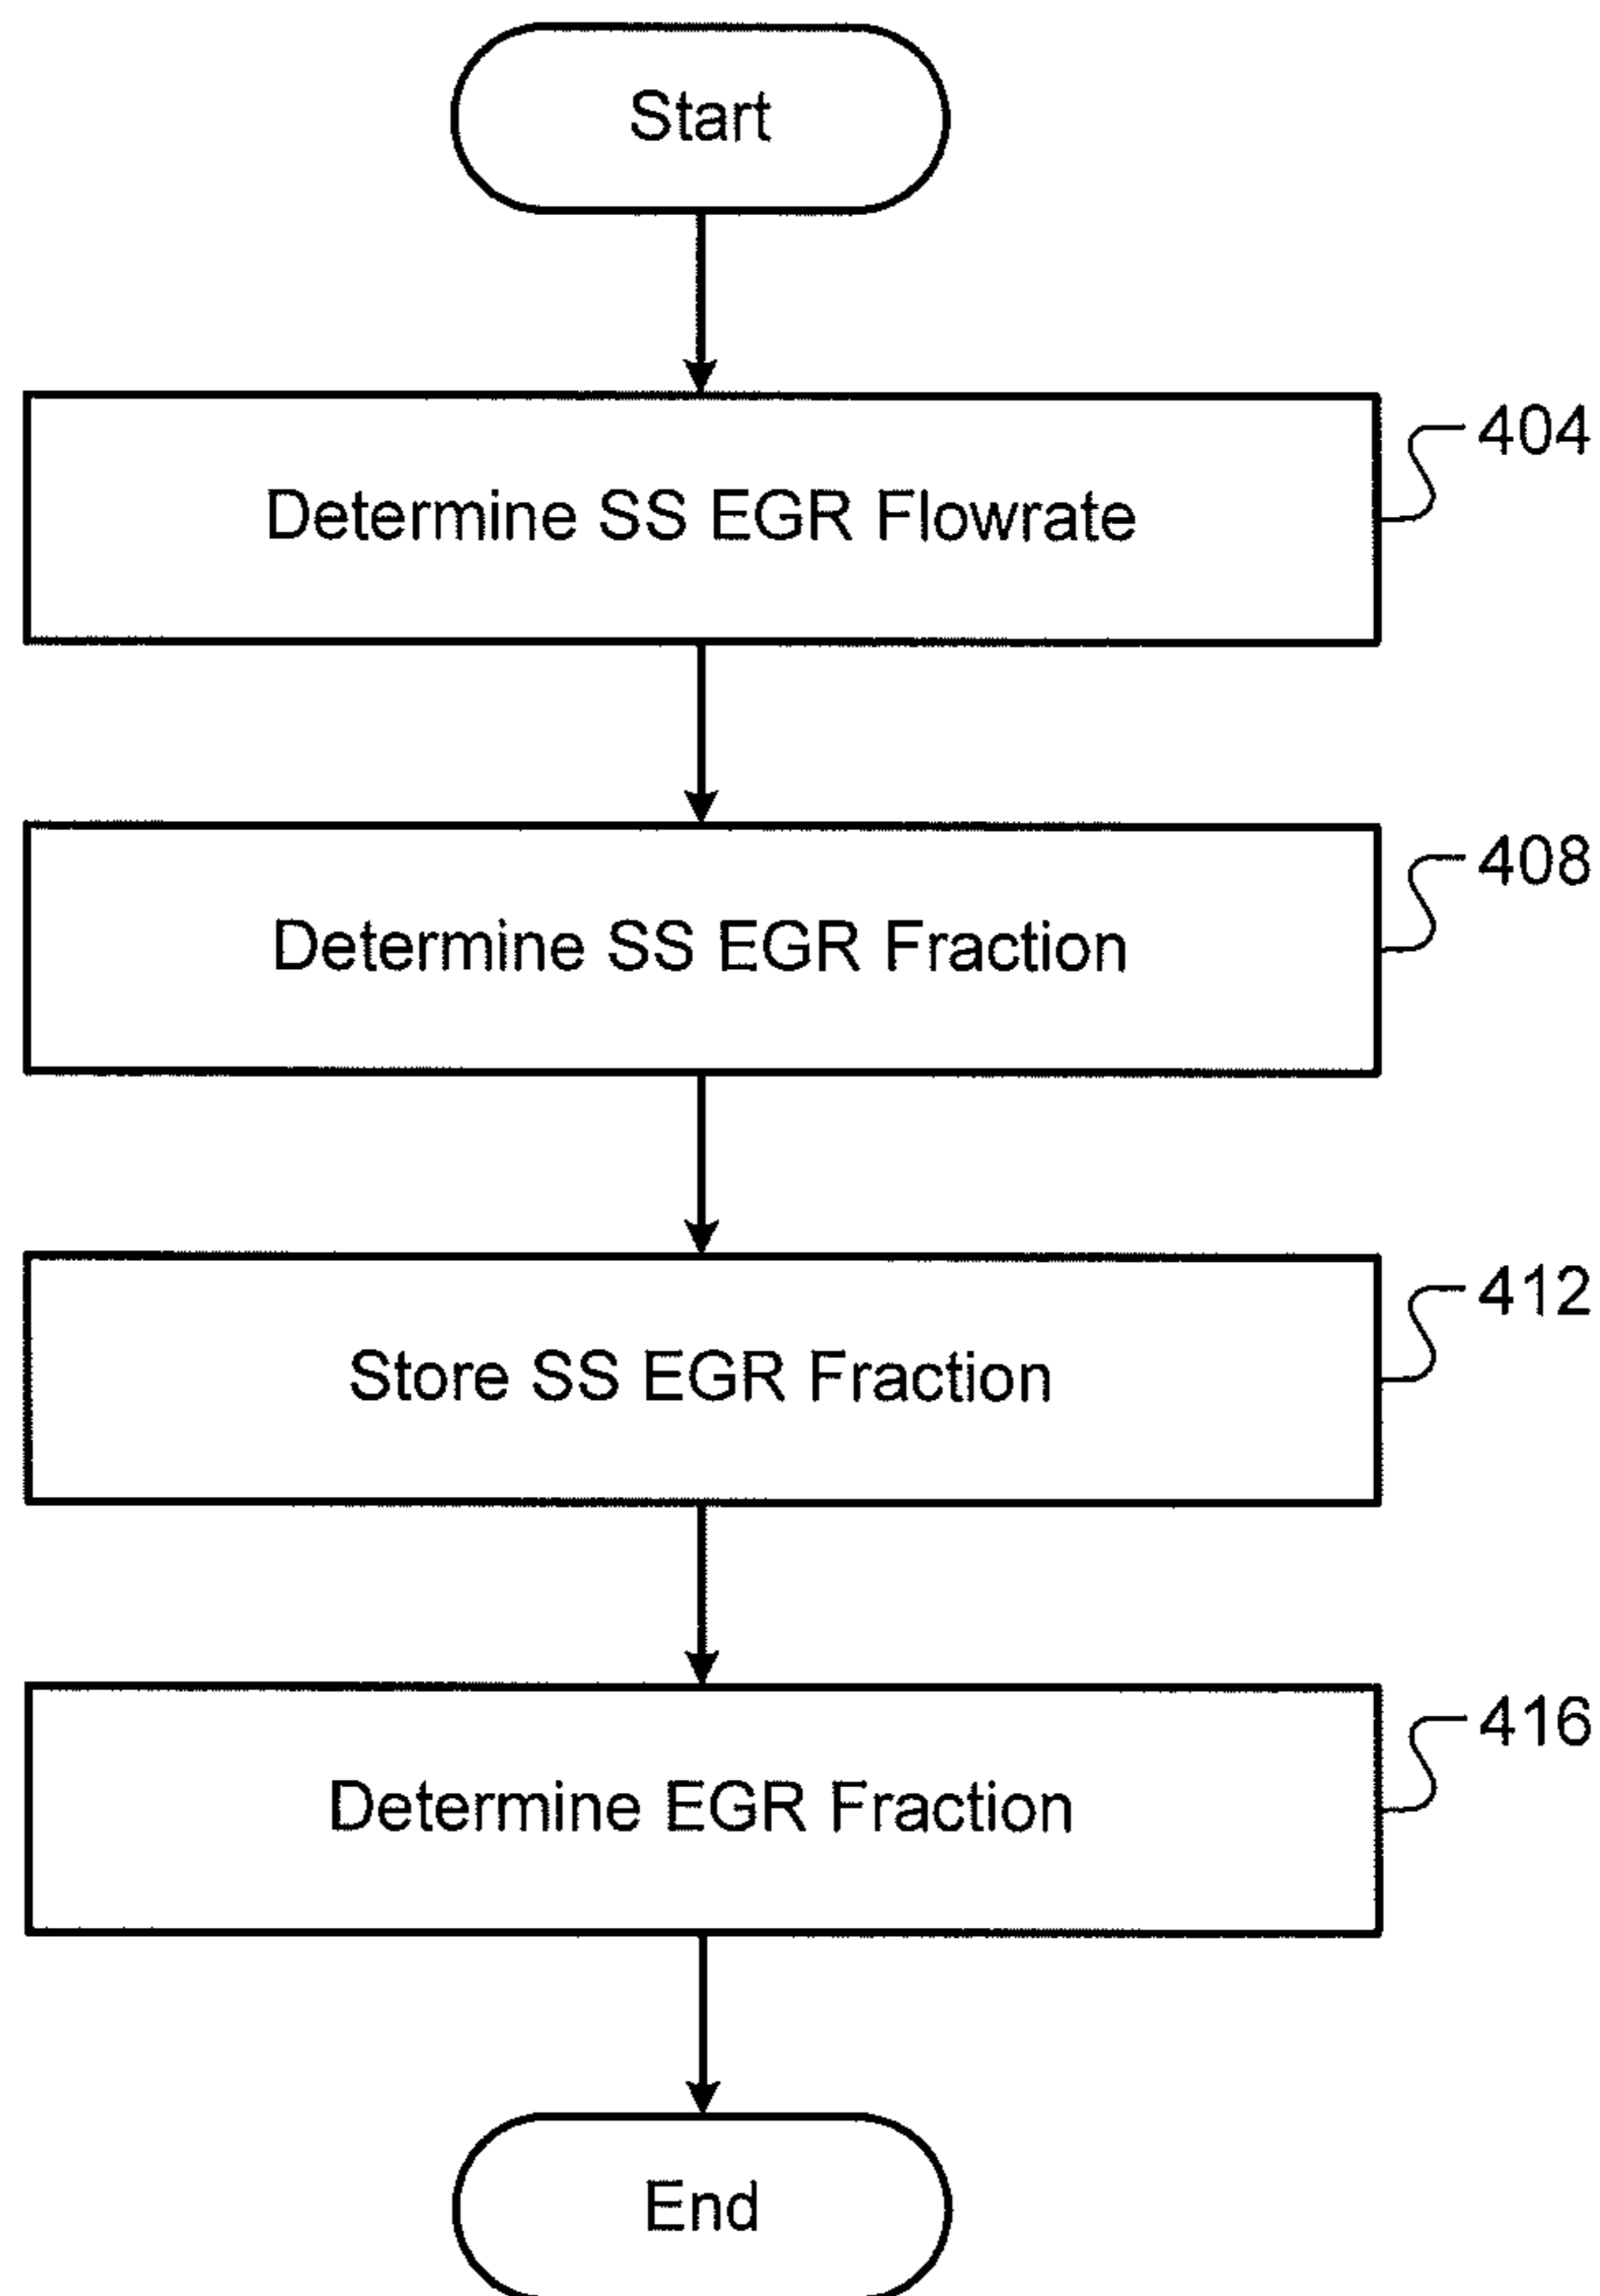 Start
404
Determine SS EGR Flowrate
408
Determine SS EGR Fraction
412
Store SS EGR Fraction
416
Determine EGR Fraction
End